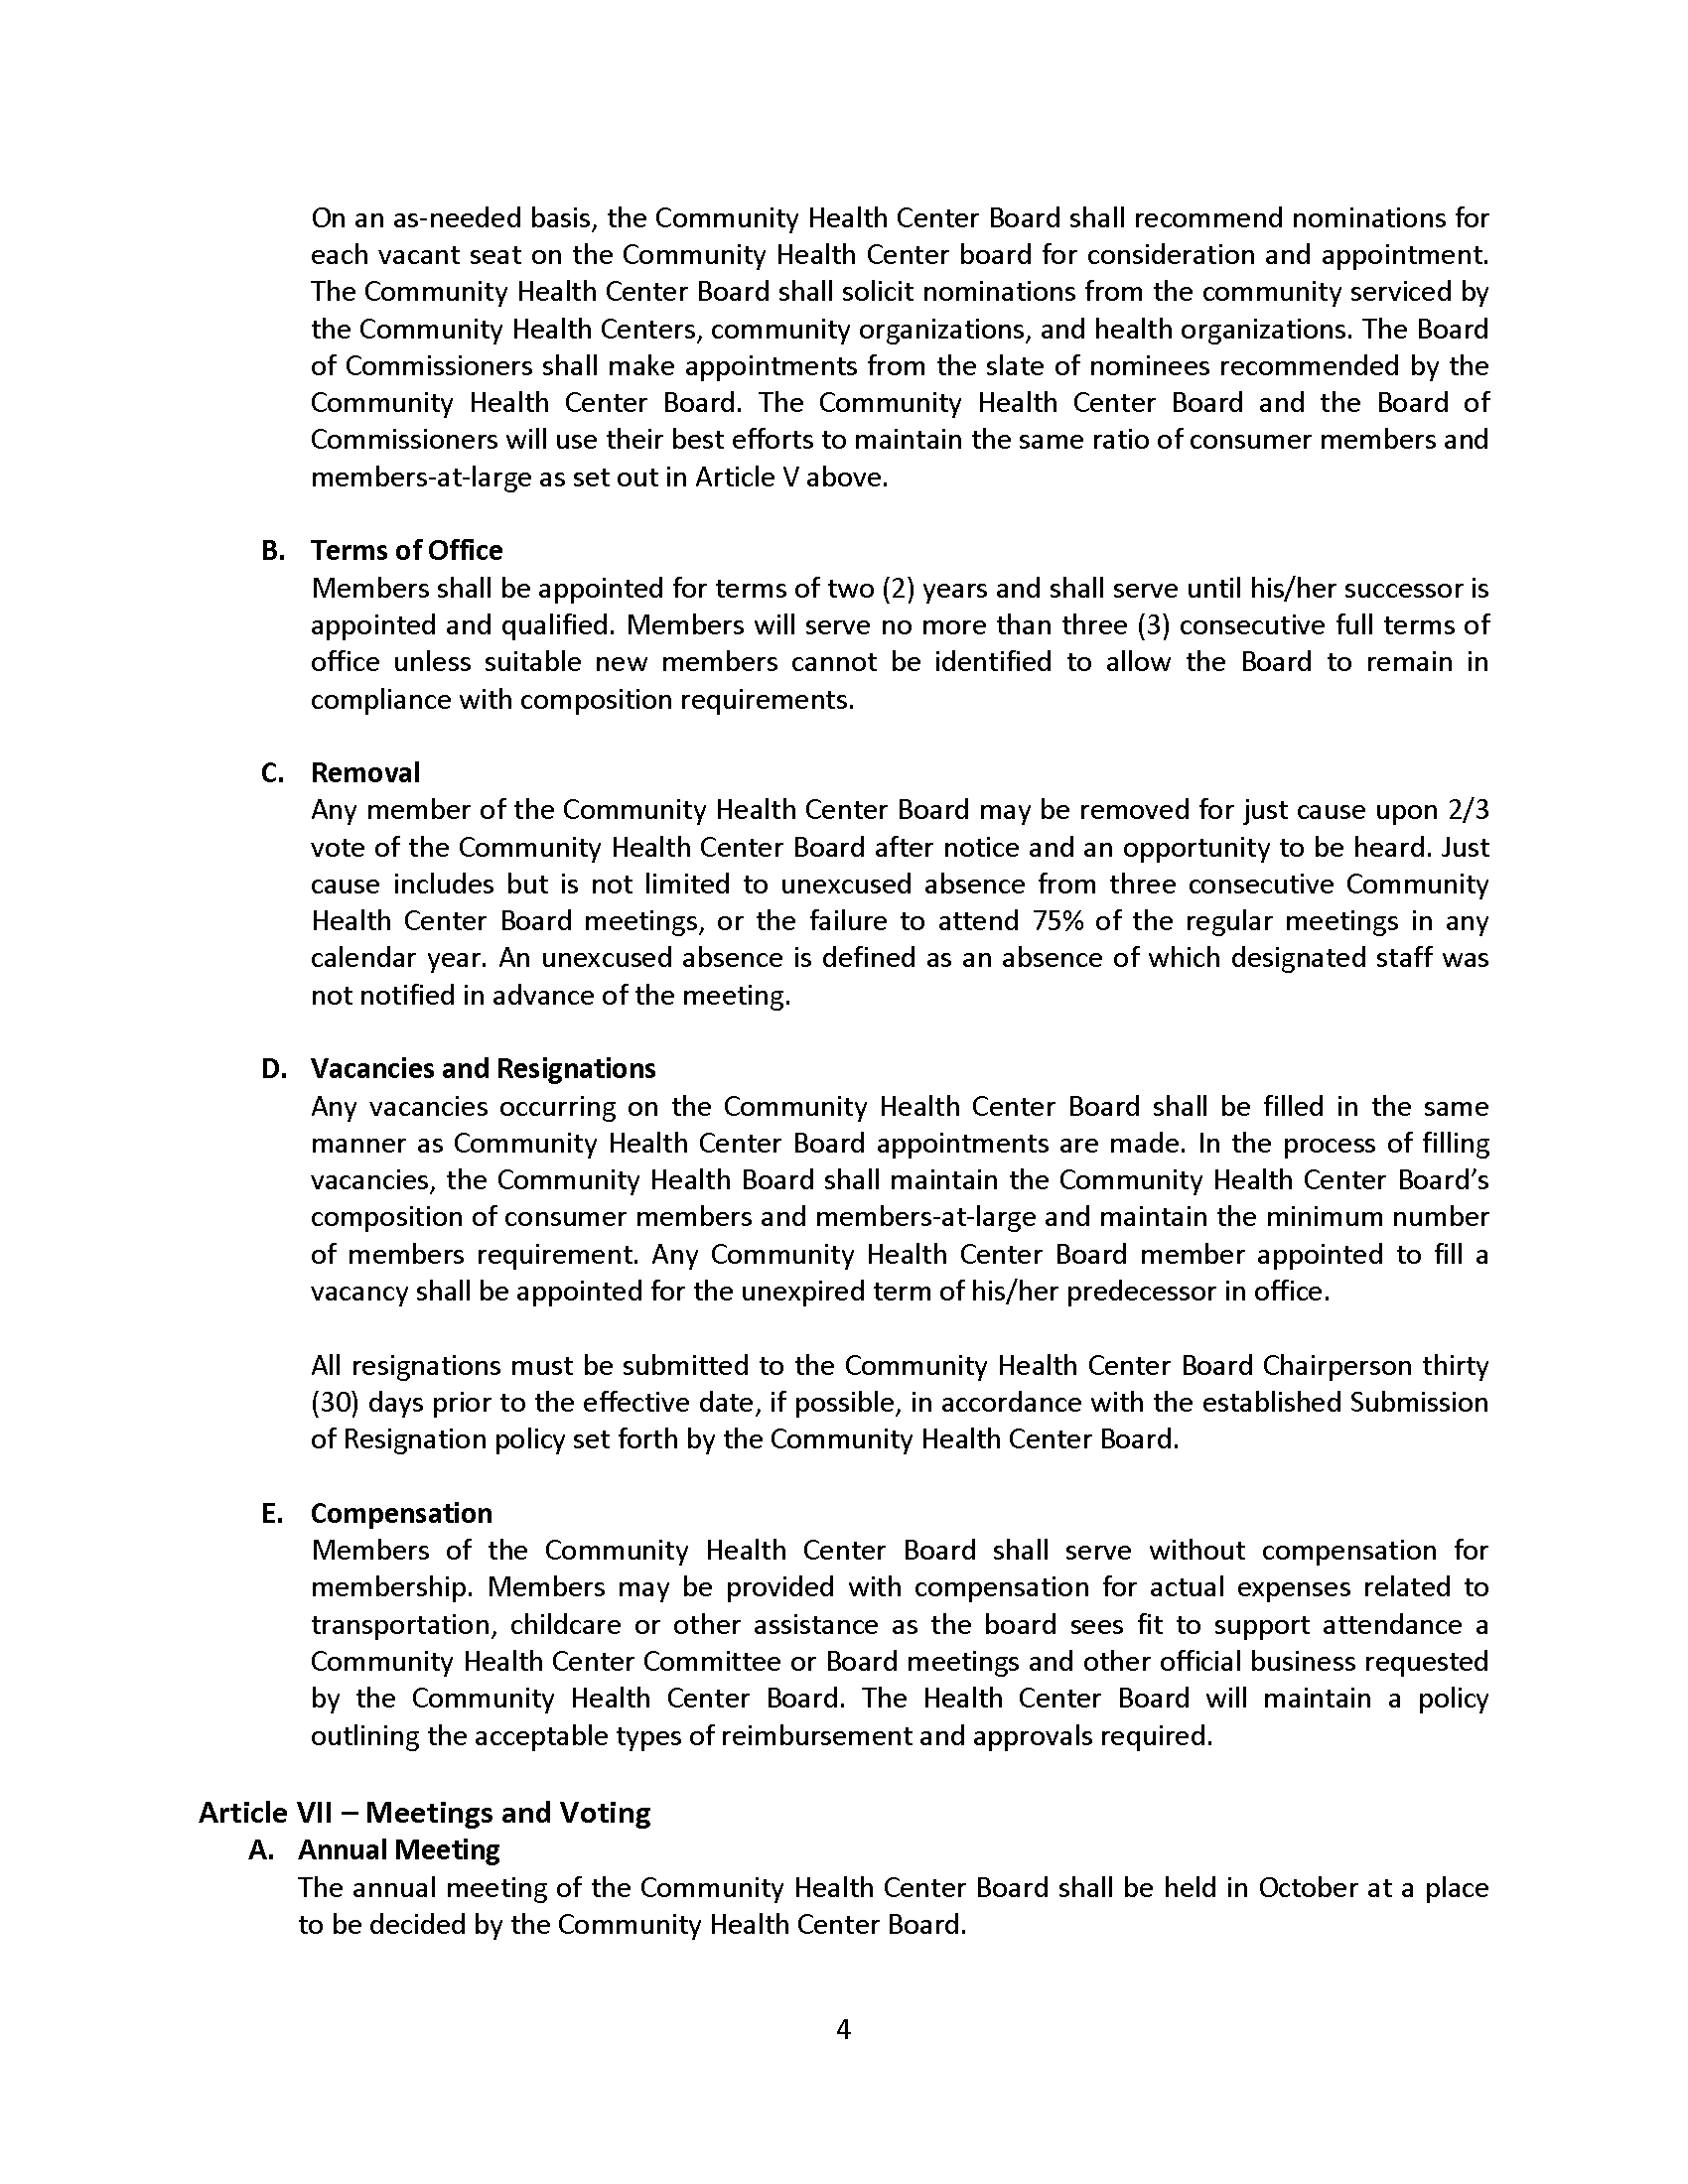 On an as-needed basis, the Community Health Center Board shall recommend nominations for
each vacant seat on the Community Health Center board for consideration and appointment.
The Community Health Center Board shall solicit nominations from the community serviced by
the Community Health Centers, community organizations, and health organizations. The Board
of Commissioners shall make appointments from the slate of nominees recommended by the
Community Health Center Board. The Community Health Center Board and the Board of
Commissioners will use their best efforts to maintain the same ratio of consumer members and
members-at-large as set out in Article V above.
B. Terms of Office
Members shall be appointed for terms of two (2) years and shall serve until his/her successor is
appointed and qualified. Members will serve no more than three (3) consecutive full terms of
office unless suitable new members cannot be identified to allow the Board to remain in
compliance with composition requirements.
C. Removal
Any member of the Community Health Center Board may be removed for just cause upon 2/3
vote of the Community Health Center Board after notice and an opportunity to be heard. Just
cause includes but is not limited to unexcused absence from three consecutive Community
Health Center Board meetings, or the failure to attend 75% of the regular meetings in any
calendar year. An unexcused absence is defined as an absence of which designated staff was
not notified in advance of the meeting.
D. Vacancies and Resignations
Any vacancies occurring on the Community Health Center Board shall be filled in the same
manner as Community Health Center Board appointments are made. In the process of filling
vacancies, the Community Health Board shall maintain the Community Health Center Board’s
composition of consumer members and members-at-large and maintain the minimum number
of members requirement. Any Community Health Center Board member appointed to fill a
vacancy shall be appointed for the unexpired term of his/her predecessor in office.
All resignations must be submitted to the Community Health Center Board Chairperson thirty
(30) days prior to the effective date, if possible, in accordance with the established Submission
of Resignation policy set forth by the Community Health Center Board.
E. Compensation
Members of the Community Health Center Board shall serve without compensation for
membership. Members may be provided with compensation for actual expenses related to
transportation, childcare or other assistance as the board sees fit to support attendance a
Community Health Center Committee or Board meetings and other official business requested
by the Community Health Center Board. The Health Center Board will maintain a policy
outlining the acceptable types of reimbursement and approvals required.
Article VII – Meetings and Voting
A. Annual Meeting
The annual meeting of the Community Health Center Board shall be held in October at a place
to be decided by the Community Health Center Board.
4